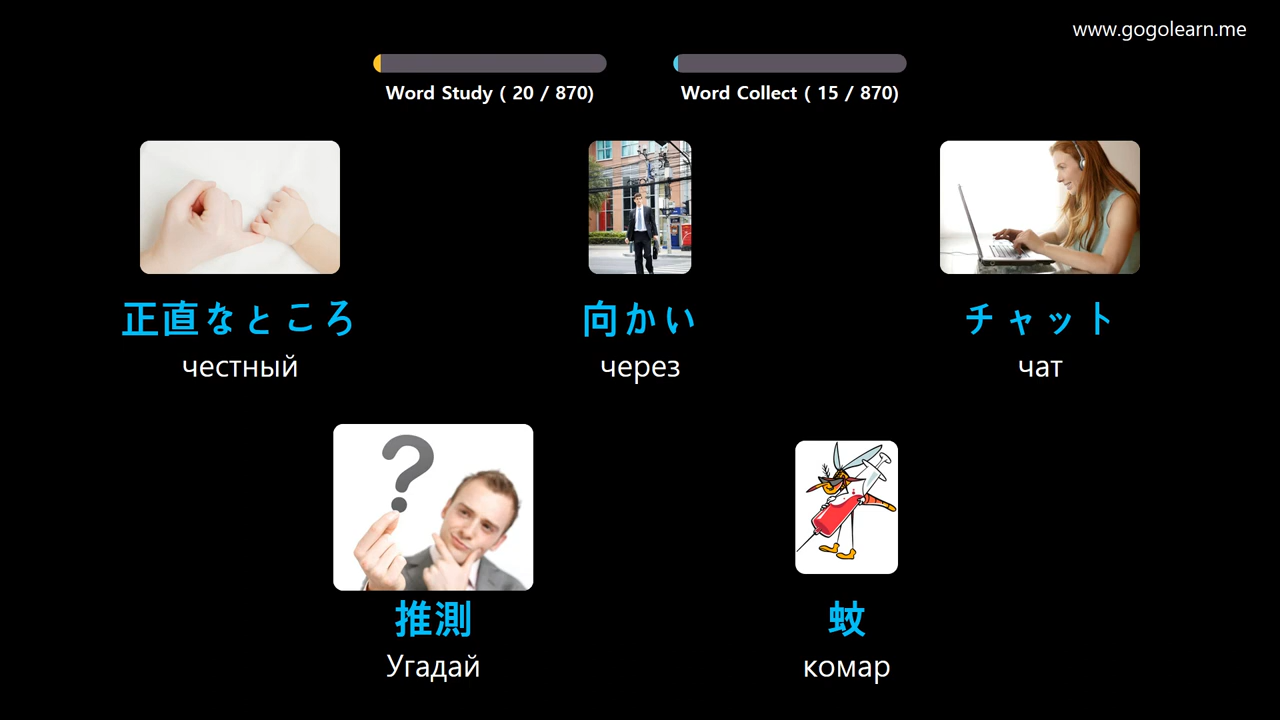 www.gogolearn.me
Word Study ( 20 / 870)
Word Collect ( 15 / 870)
正直なところ
честный
向かい
через
チャット
чат
推測
Угадай
蚊
комар